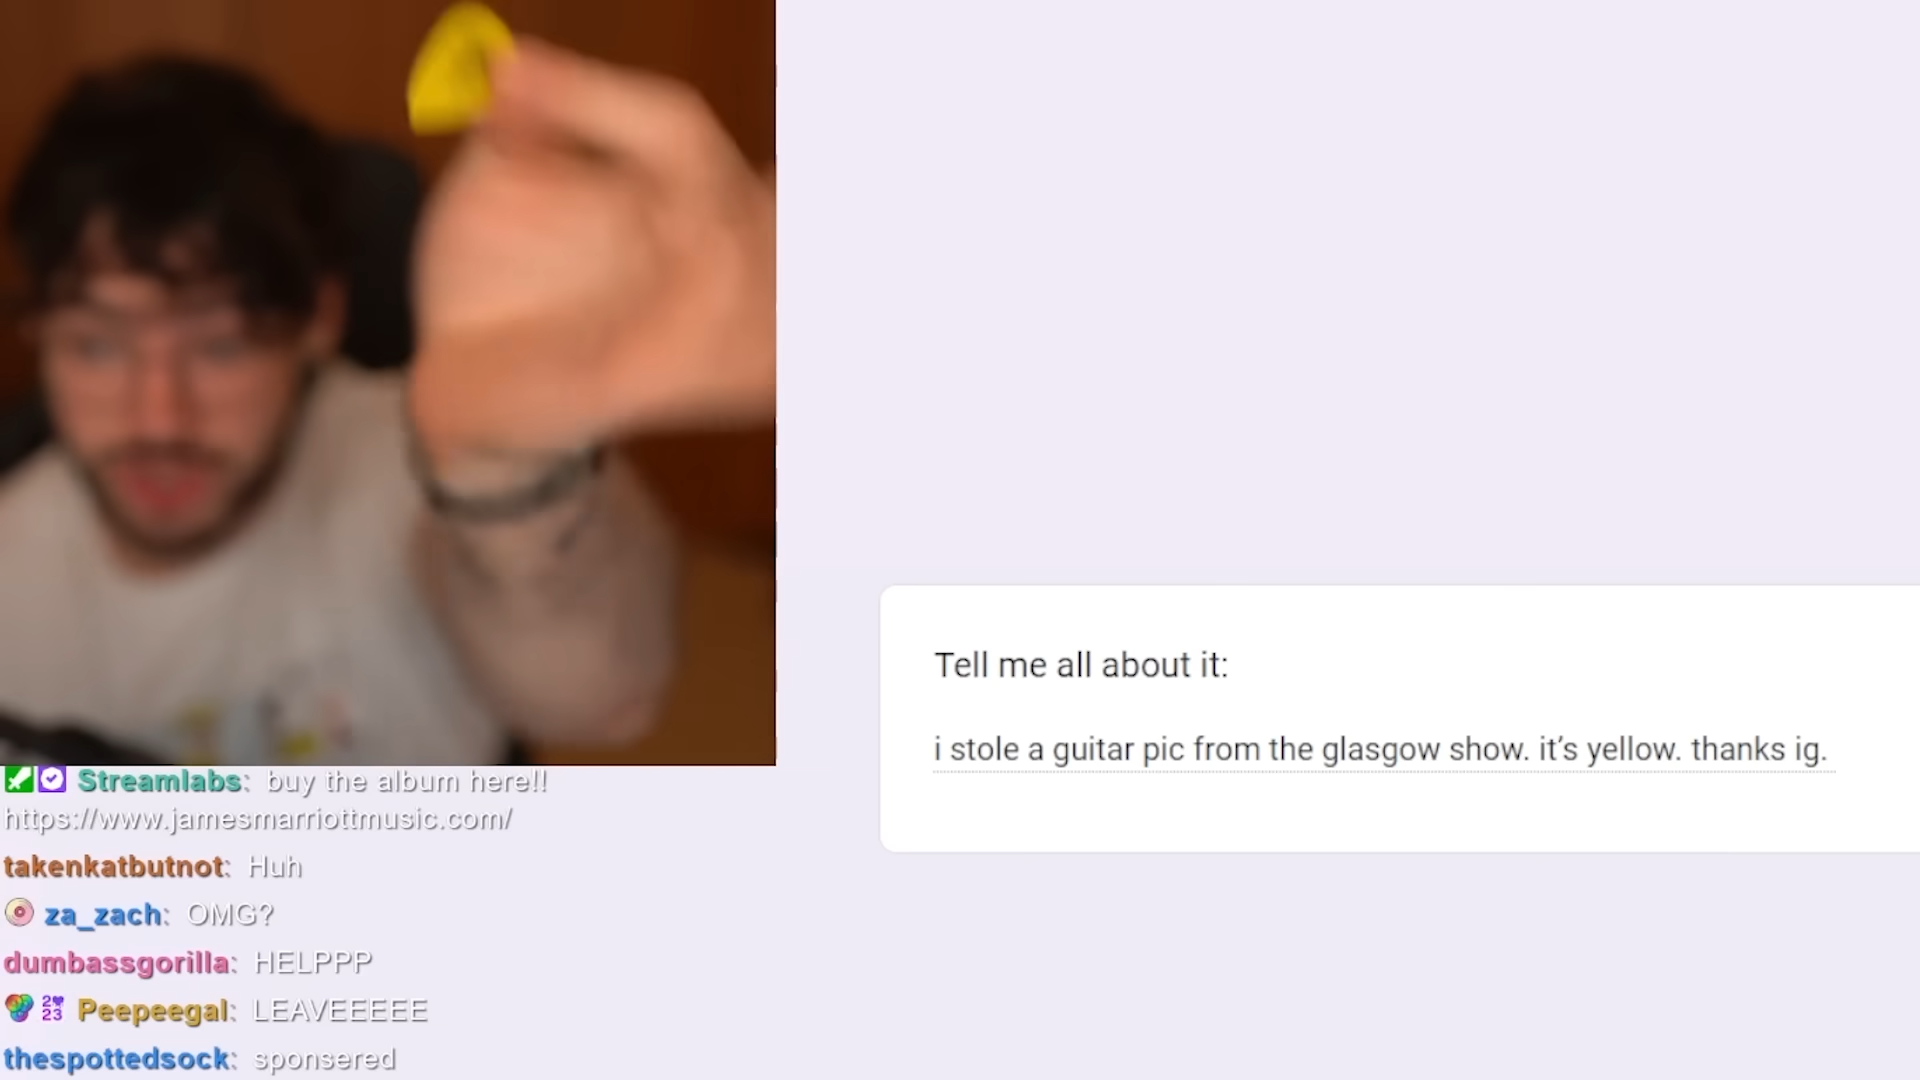 Tell me all about it:
i stole a guitar pic from the glasgow show. it’s yellow. thanks ig.
Streamlabs: buy the album here!!
https://www.jamesmarriottmusic.com/
takenkatbutnot: Huh
za_zach: OMG?
dumbassgorilla: HELPPP
2023 Peepeegal: LEAVEEEEE
thespottedsock: sponsered